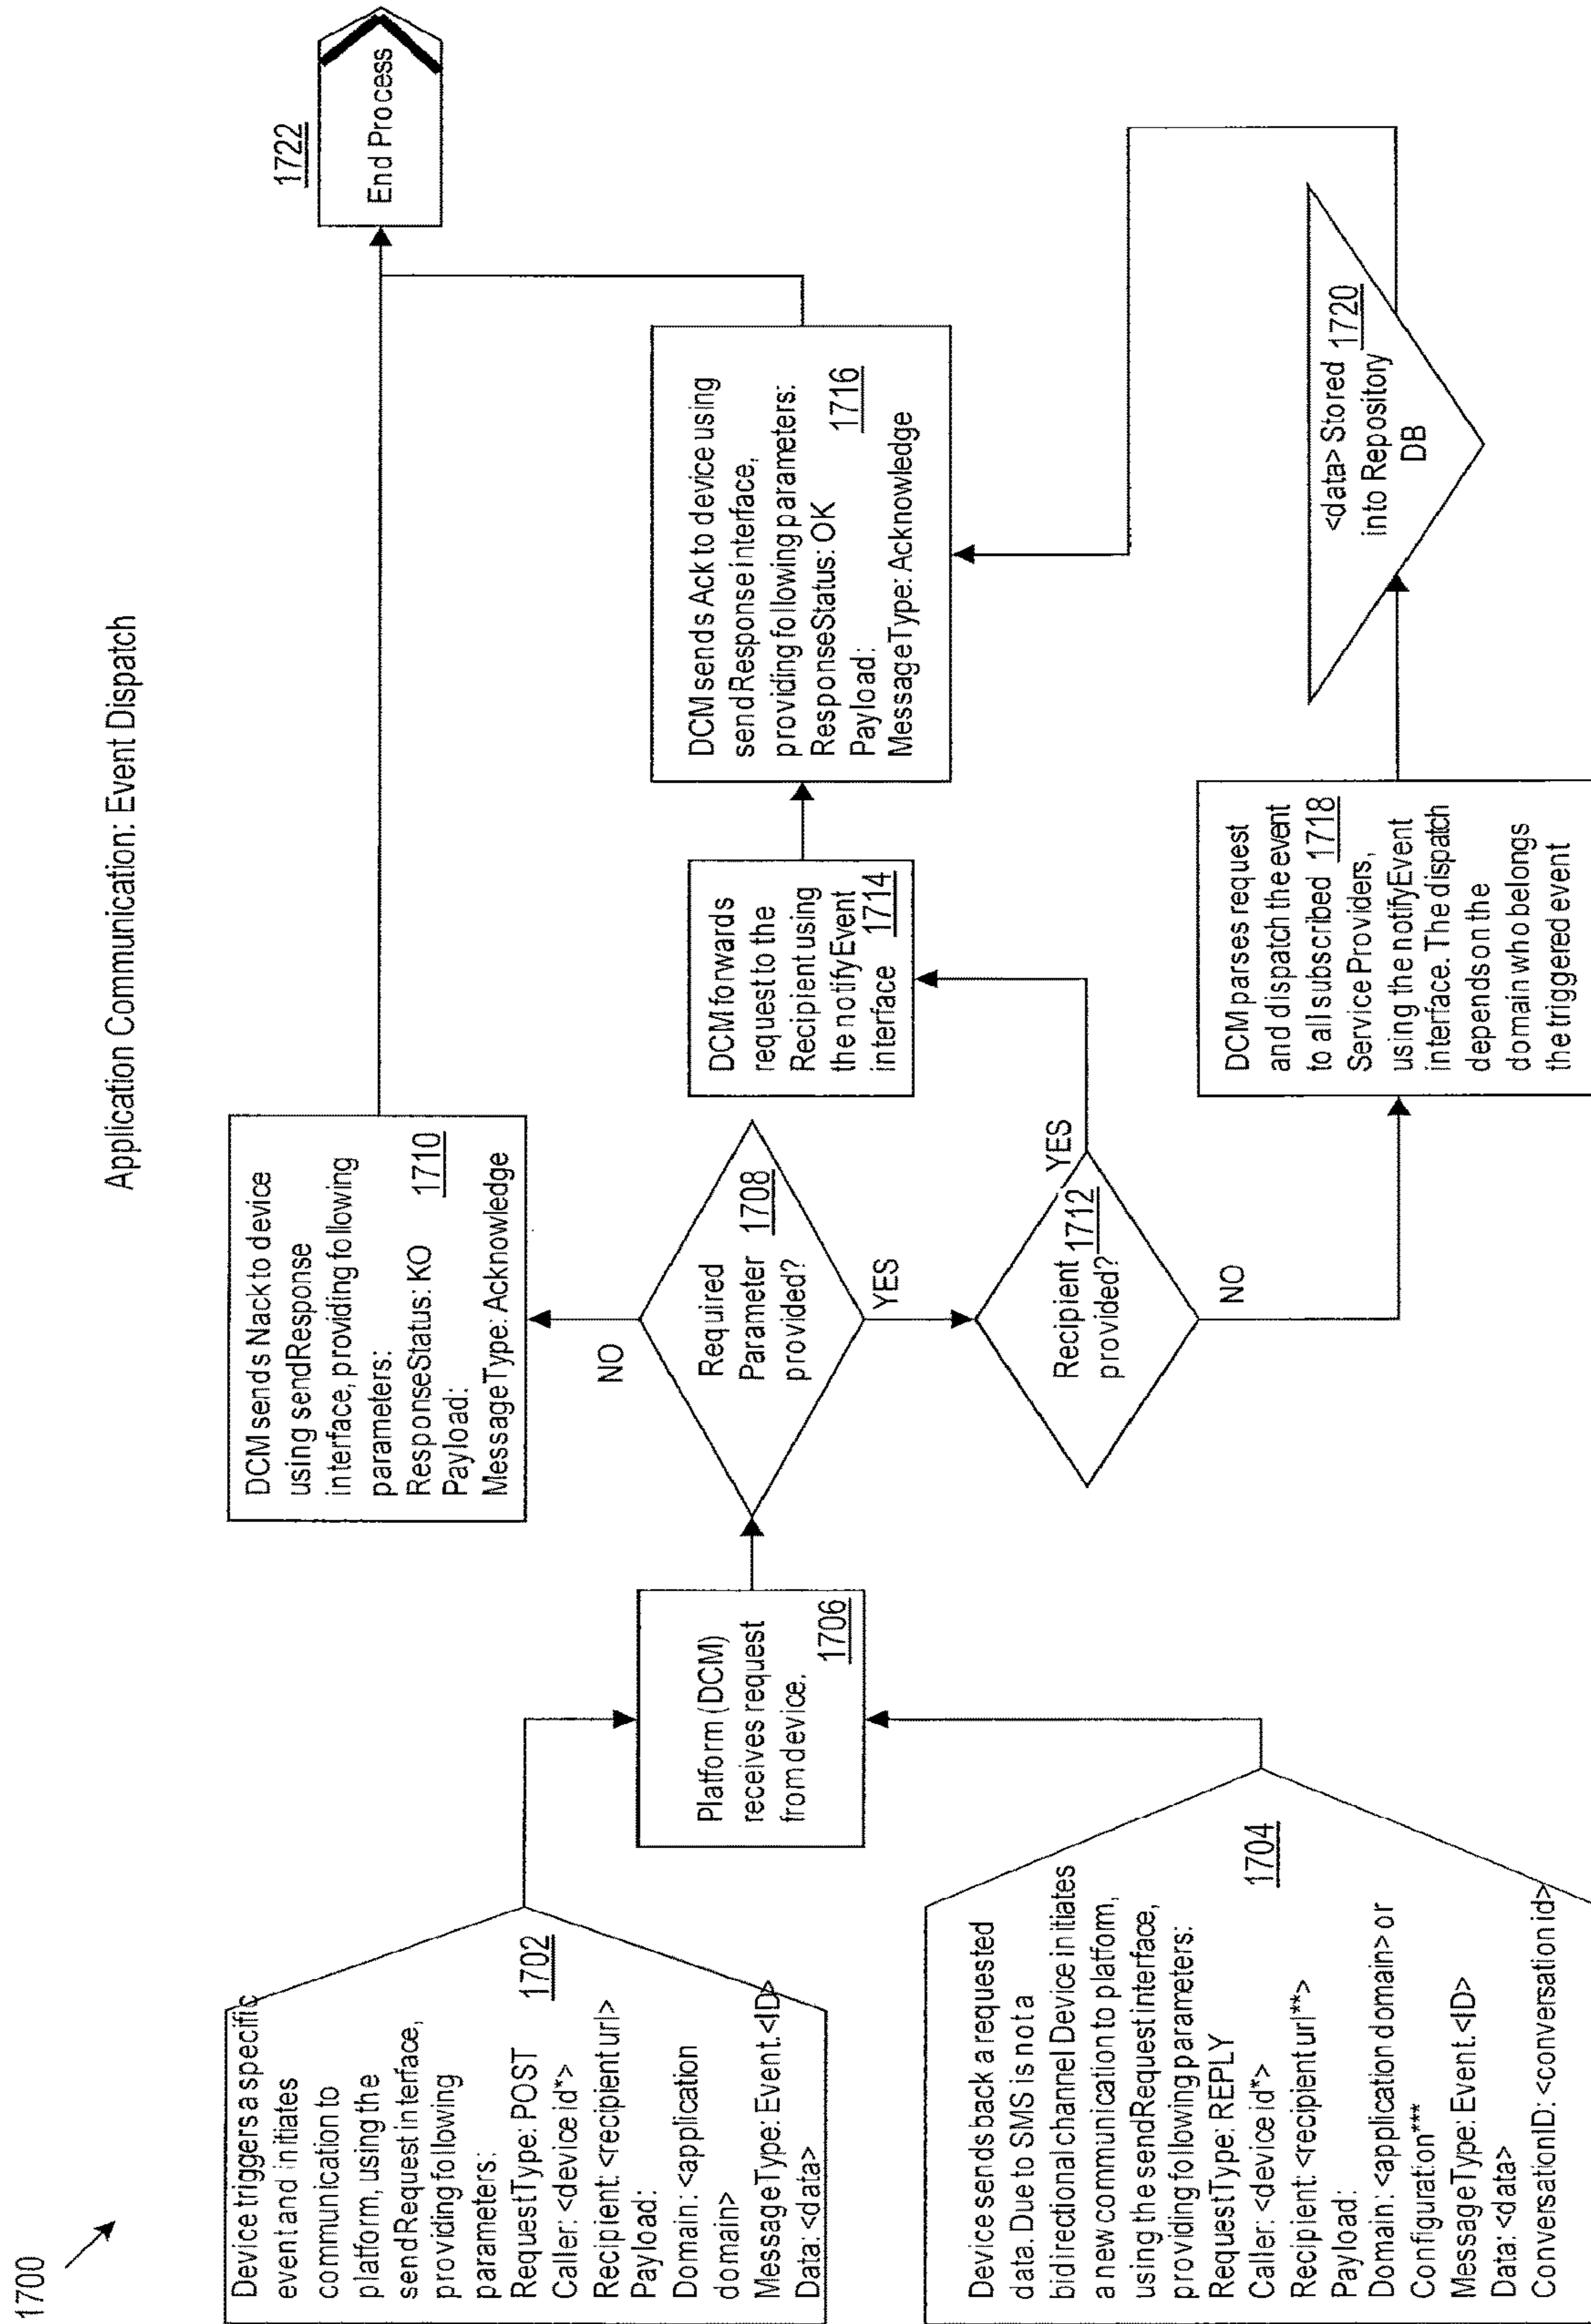 1700
Application Communication: Event Dispatch
Device triggers a specific
event and initiates
communication to
platform, using the
sendRequest interface,
providing following
parameters:
RequestType: POST
1702
Caller: <device id*>
Recipient: <recipient url>
Payload:
Domain: <application
domain>
MessageType: Event.<ID>
Data: <data>
Device sends back a requested
data. Due to SMS is not a
bidirectional channel Device initiates
a new communication to platform,
using the sendRequest interface,
providing following parameters:
RequestType: REPLY
1704
Caller: <device id*>
Recipient: <recipient url**>
Payload:
Domain: <application domain> or
Configuration***
MessageType: Event.<ID>
Data: <data>
ConversationID: <conversation id>
Platform (DCM)
receives request
from device.
1706
Required
Parameter 1708
provided?
NO
YES
DCM sends Nack to device
using sendResponse
interface, providing following
parameters:
ResponseStatus: KO 1710
Payload:
MessageType: Acknowledge
Recipient 1712
provided?
YES
NO
DCM forwards
request to the
Recipient using
the notifyEvent
interface 1714
DCM sends Ack to device using
sendResponse interface,
providing following parameters:
ResponseStatus: OK
1716
Payload:
MessageType: Acknowledge
DCM parses request
and dispatch the event
to all subscribed 1718
Service Providers,
using the notifyEvent
interface. The dispatch
depends on the
domain who belongs
the triggered event
<data> Stored
1720
into Repository
DB
1722
End Process